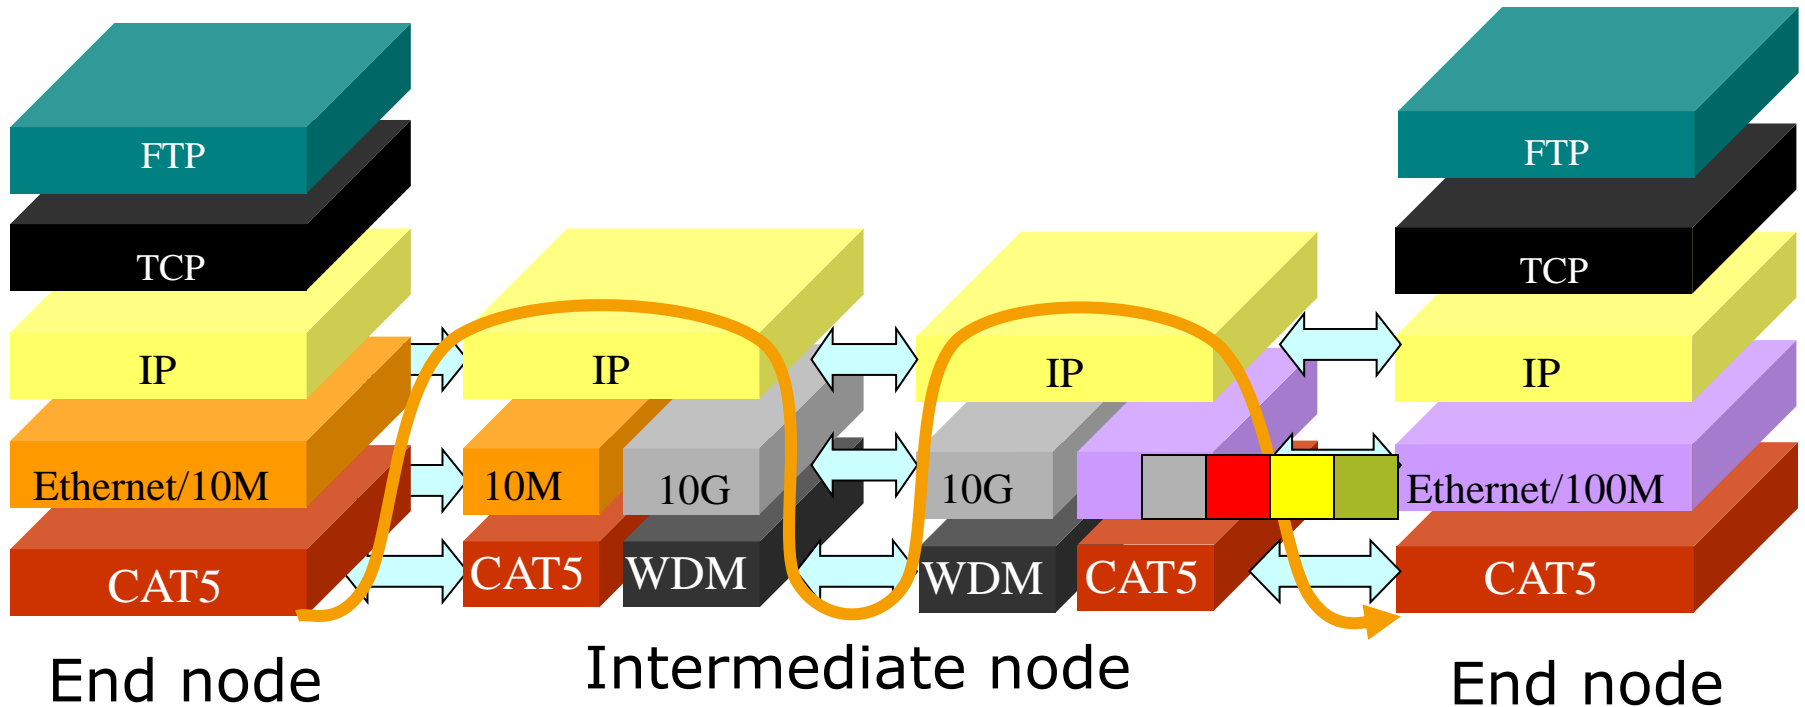 FTP
TCP
IP
Ethernet/10M
CAT5
End node
IP
10M
10G
CAT5
WDM
IP
10G
WDM
CAT5
Intermediate node
FTP
TCP
IP
Ethernet/100M
CAT5
End node